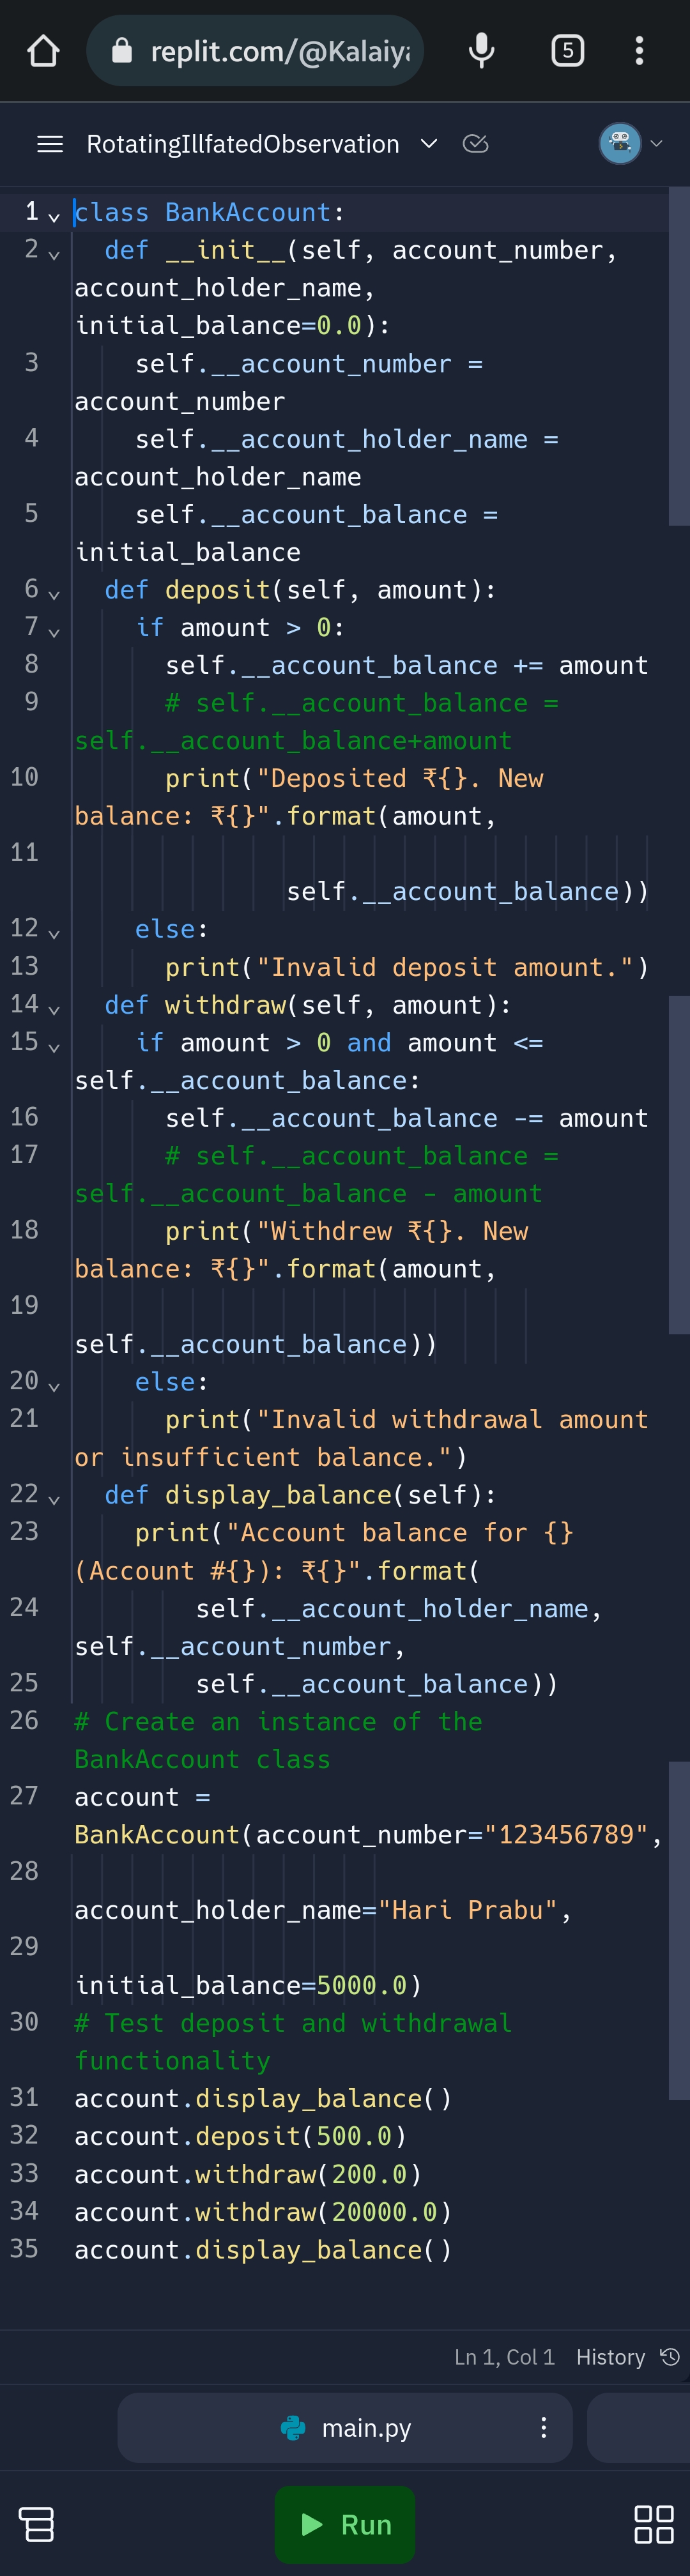 replit.com/@Kalaiya
5
RotatingIllfatedObservation
1 class BankAccount:
2 def __init__(self, account_number,
account_holder_name,
initial_balance=0.0):
3 self.__account_number =
account_number
4 self.__account_holder_name =
account_holder_name
5 self.__account_balance =
initial_balance
6 def deposit(self, amount):
7 if amount > 0:
8 self.__account_balance += amount
9 # self.__account_balance =
self.__account_balance+amount
10 print("Deposited ₹{}. New
balance: ₹{}".format(amount,
11
self.__account_balance))
12 else:
13 print("Invalid deposit amount.")
14 def withdraw(self, amount):
15 if amount > 0 and amount <=
self.__account_balance:
16 self.__account_balance -= amount
17 # self.__account_balance =
self.__account_balance - amount
18 print("Withdrew ₹{}. New
balance: ₹{}".format(amount,
19
self.__account_balance))
20 else:
21 print("Invalid withdrawal amount
or insufficient balance.")
22 def display_balance(self):
23 print("Account balance for {}
(Account #{}): ₹{}".format(
24 self.__account_holder_name,
self.__account_number,
25 self.__account_balance))
26 # Create an instance of the
BankAccount class
27 account =
BankAccount(account_number="123456789",
28
account_holder_name="Hari Prabu",
29
initial_balance=5000.0)
30 # Test deposit and withdrawal
functionality
31 account.display_balance()
32 account.deposit(500.0)
33 account.withdraw(200.0)
34 account.withdraw(20000.0)
35 account.display_balance()
Ln 1, Col 1 History
main.py
Run